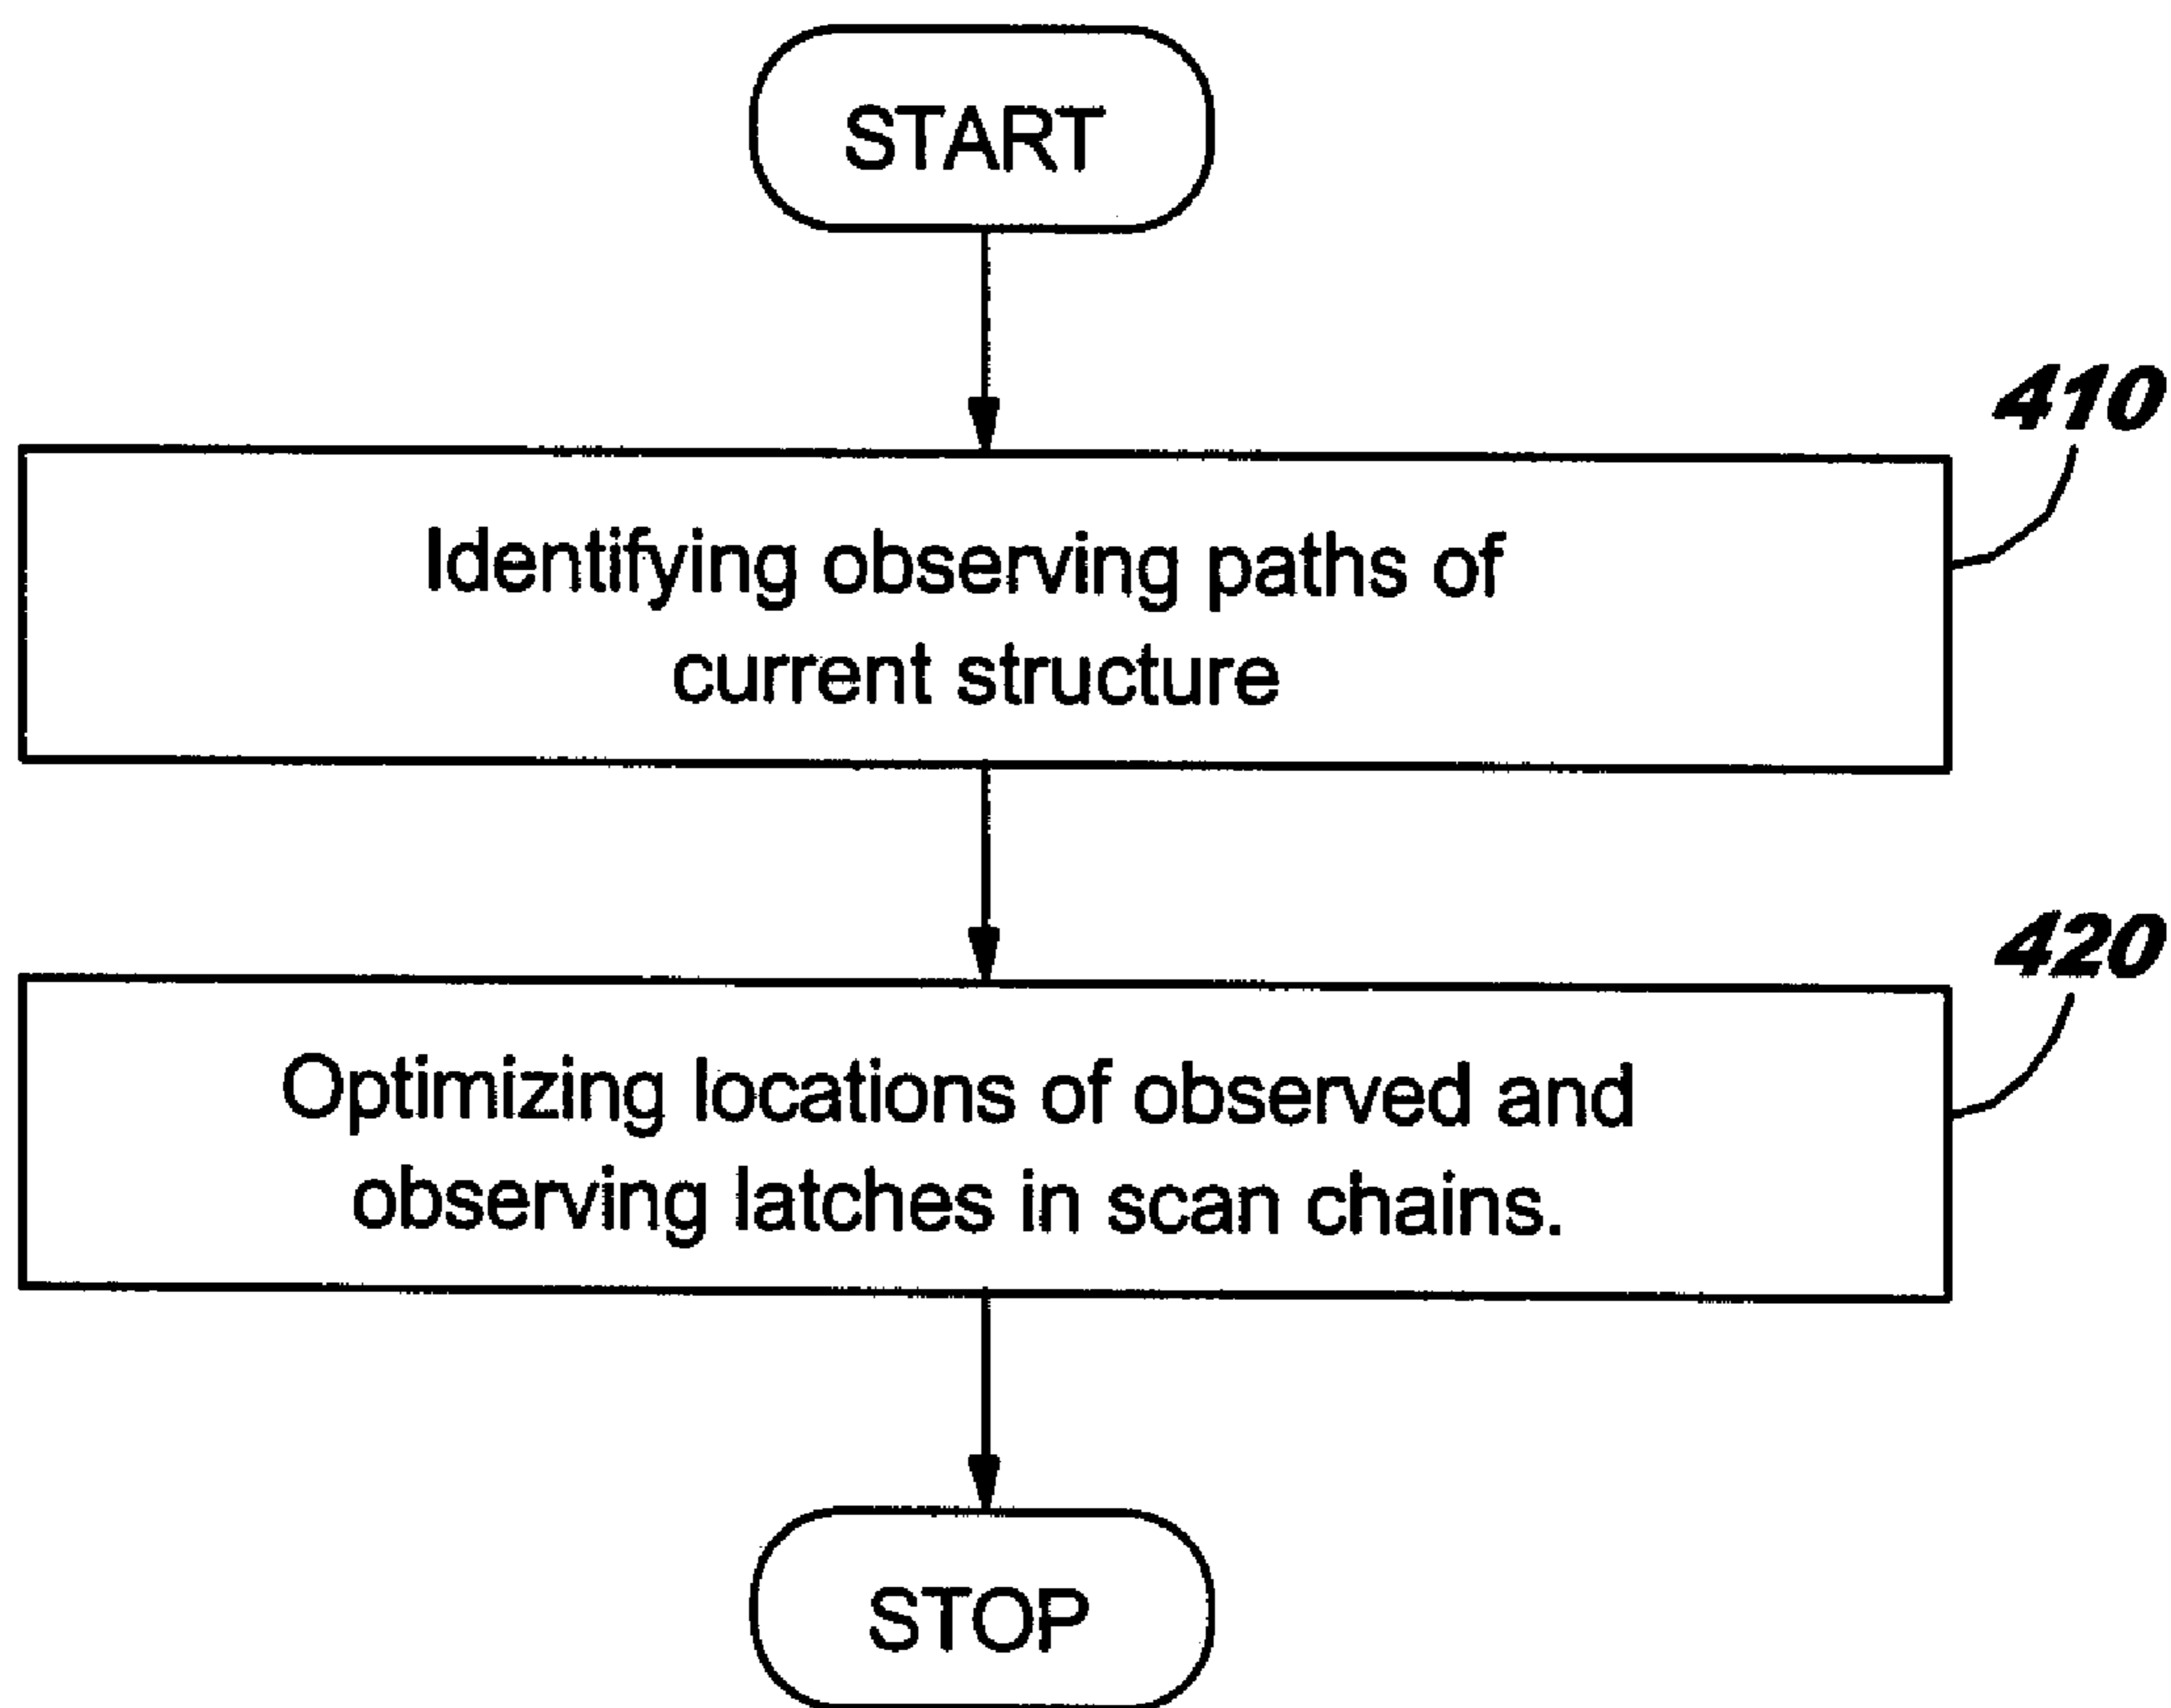 START
410
Identifying observing paths of
current structure
420
Optimizing locations of observed and
observing latches in scan chains.
STOP